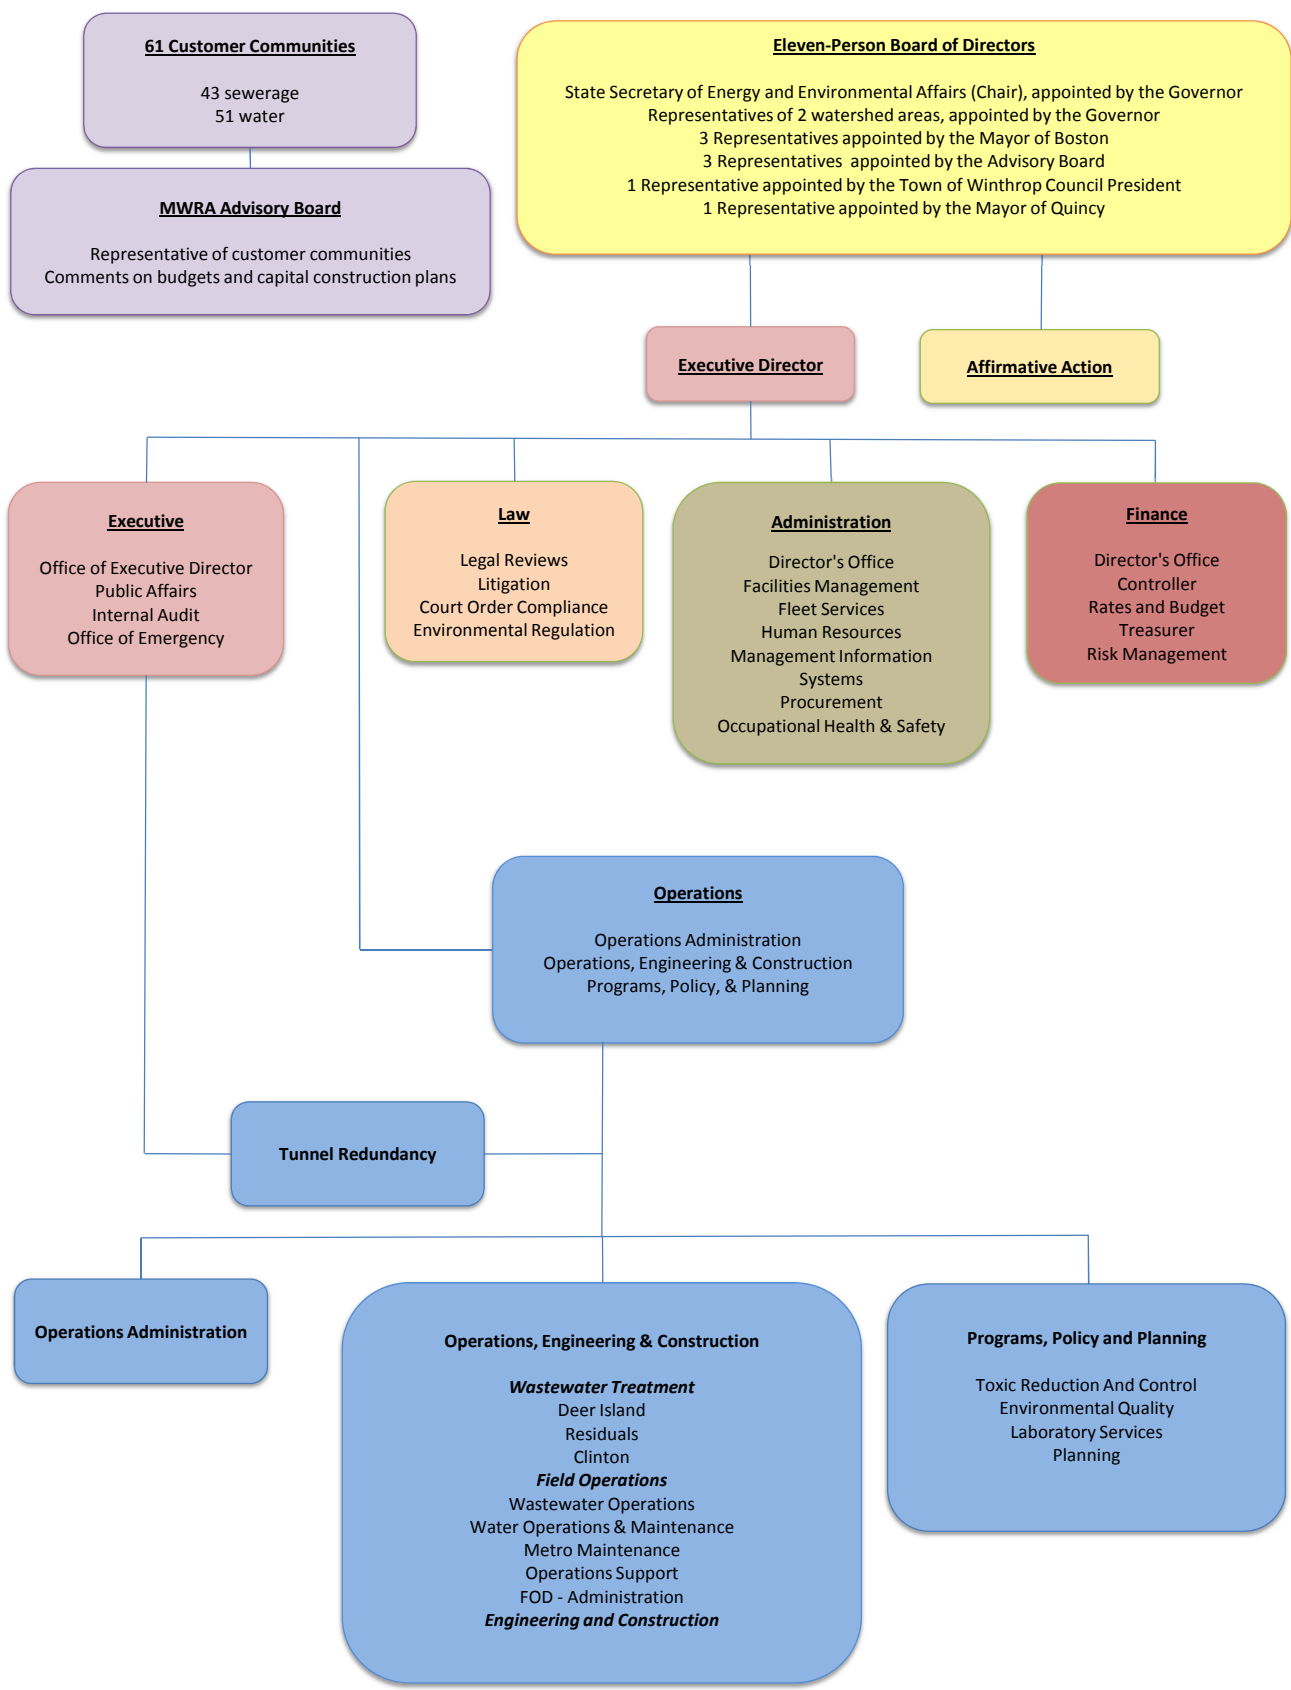 61 Customer Communities
43 sewerage
51 water
MWRA Advisory Board
Representative of customer communities
Comments on budgets and capital construction plans
Eleven-Person Board of Directors
State Secretary of Energy and Environmental Affairs (Chair), appointed by the Governor
Representatives of 2 watershed areas, appointed by the Governor
3 Representatives appointed by the Mayor of Boston
3 Representatives appointed by the Advisory Board
1 Representative appointed by the Town of Winthrop Council President
1 Representative appointed by the Mayor of Quincy
Executive Director
Affirmative Action
Executive
Office of Executive Director
Public Affairs
Internal Audit
Office of Emergency
Law
Legal Reviews
Litigation
Court Order Compliance
Environmental Regulation
Administration
Director's Office
Facilities Management
Fleet Services
Human Resources
Management Information
Systems
Procurement
Occupational Health & Safety
Finance
Director's Office
Controller
Rates and Budget
Treasurer
Risk Management
Operations
Operations Administration
Operations, Engineering & Construction
Programs, Policy, & Planning
Tunnel Redundancy
Operations Administration
Operations, Engineering & Construction
Wastewater Treatment
Deer Island
Residuals
Clinton
Field Operations
Wastewater Operations
Water Operations & Maintenance
Metro Maintenance
Operations Support
FOD - Administration
Engineering and Construction
Programs, Policy and Planning
Toxic Reduction And Control
Environmental Quality
Laboratory Services
Planning